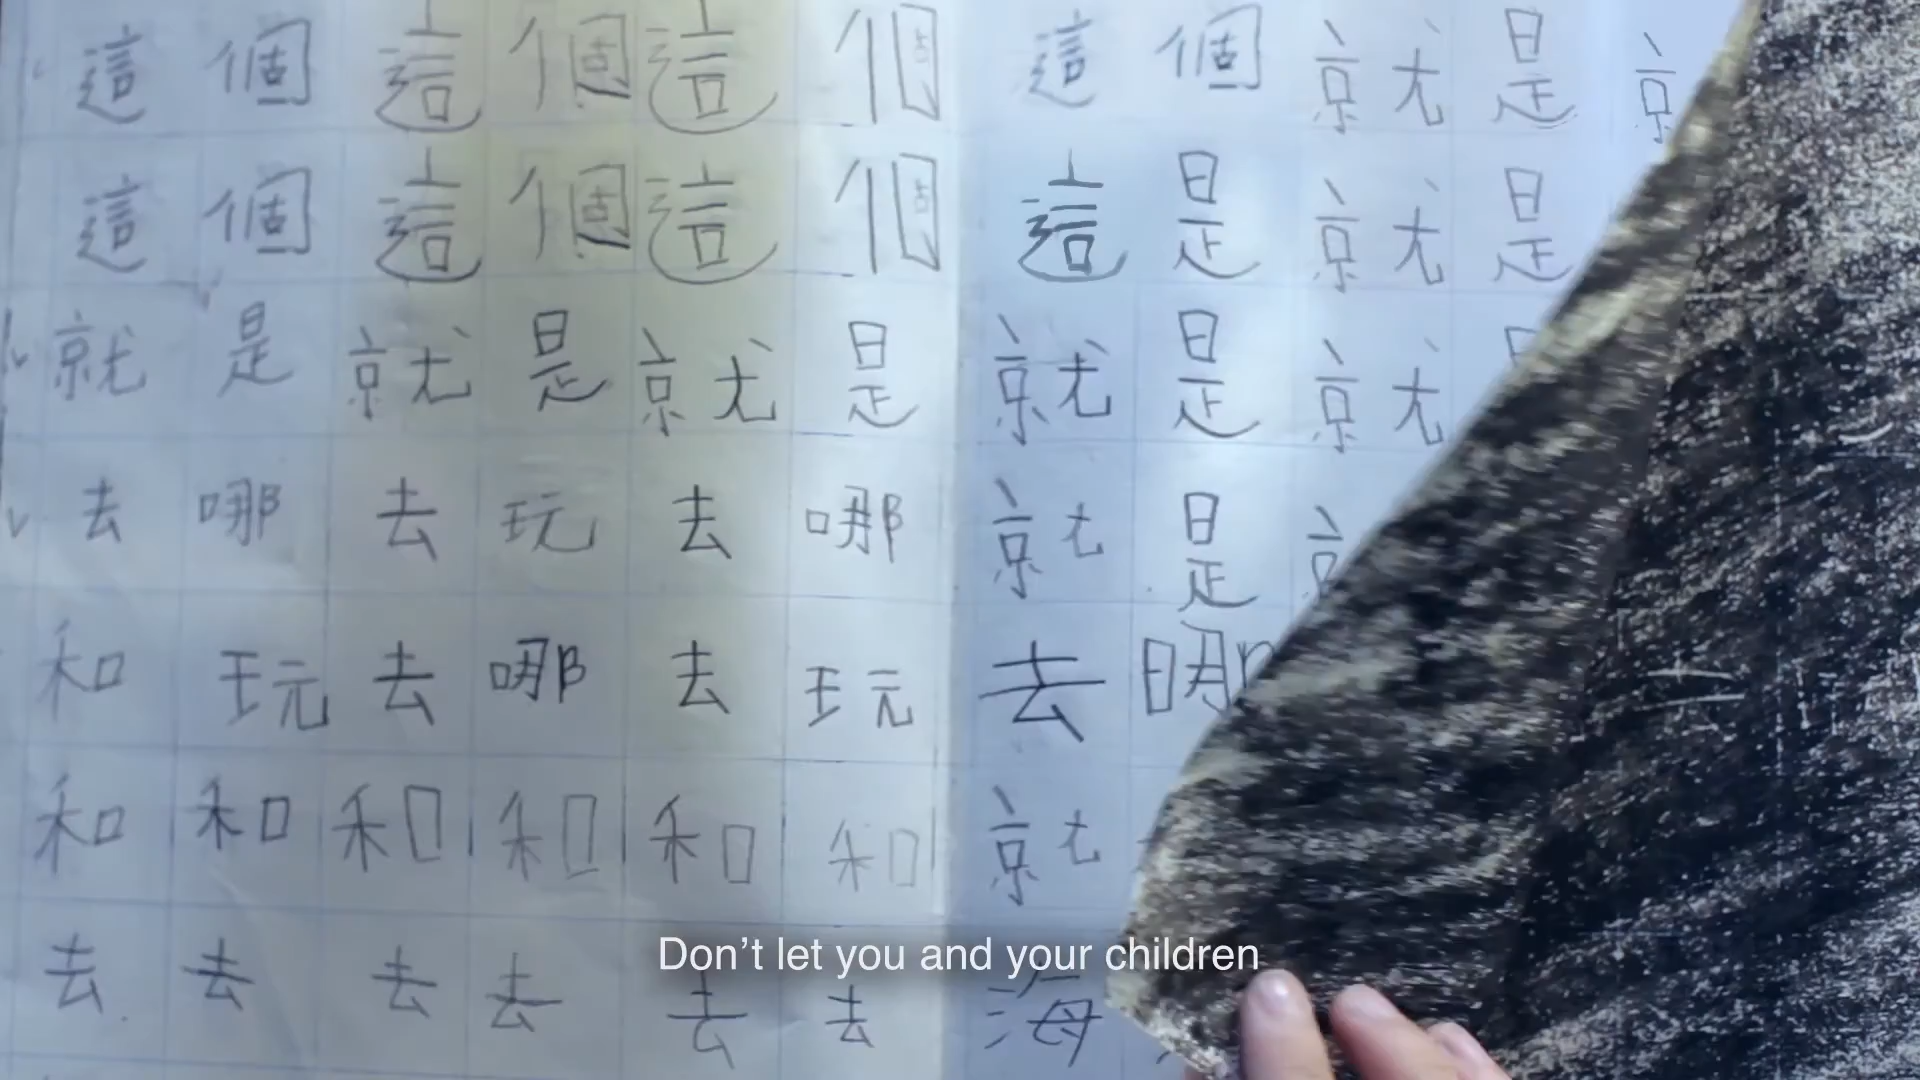 這個這個這個這個就是京
這個這個這個這是就是
就是就是就是就是就
去哪去玩去哪就是
和玩去哪去玩去哪
和和和和和和就
去去去去去去海
Don't let you and your children